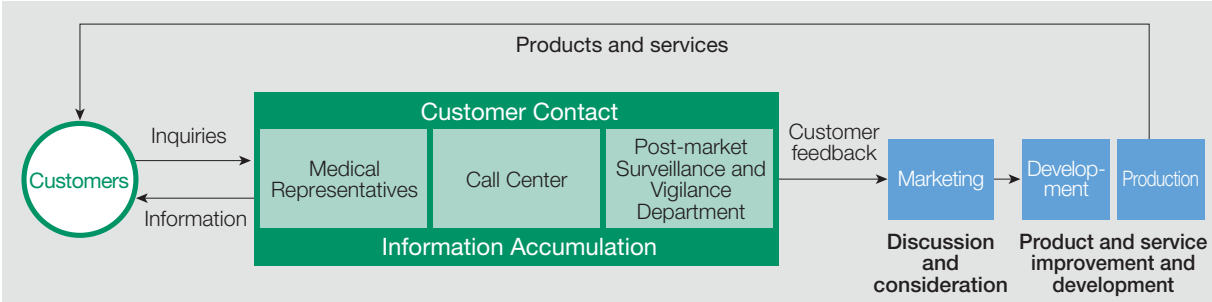 Products and services
Customers
Inquiries
Information
Customer Contact
Medical
Representatives
Call Center
Post-market
Surveillance and
Vigilance
Department
Information Accumulation
Customer
feedback
Marketing
Develop-
ment
Production
Discussion
and
consideration
Product and service
improvement and
development